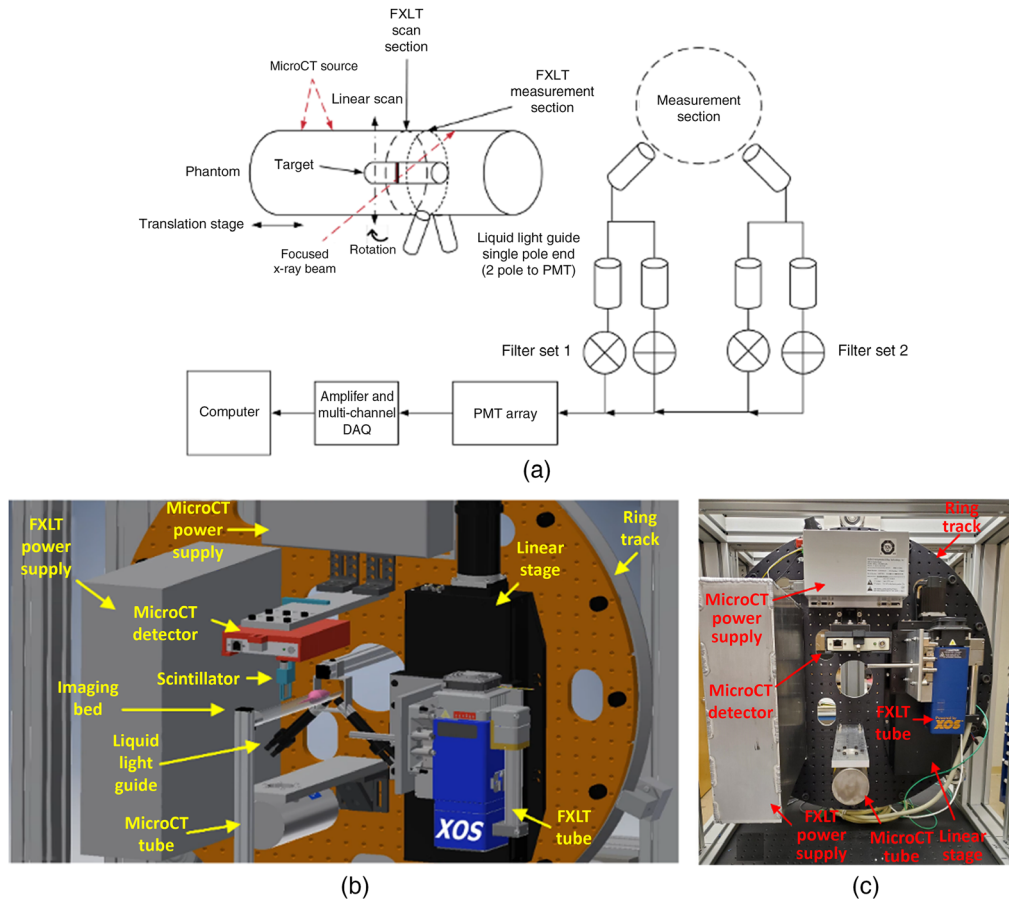 FXLT
scan
section
MicroCT source
Linear scan
FXLT
measurement
section
Measurement
section
Target
Phantom
Translation stage
Rotation
Focused
x-ray beam
Liquid light guide
single pole end
(2 pole to PMT)
Filter set 1
Filter set 2
Computer
Amplifer and
multi-channel
DAQ
PMT array
(a)
FXLT
power
supply
MicroCT
power
supply
Linear
stage
Ring
track
MicroCT
detector
Scintillator
Imaging
bed
Liquid
light
guide
MicroCT
tube
XOS
FXLT
tube
(b)
Ring
track
MicroCT
power
supply
MicroCT
detector
FXLT
tube
XOS
FXLT
power
supply
MicroCT
tube
Linear
stage
(c)